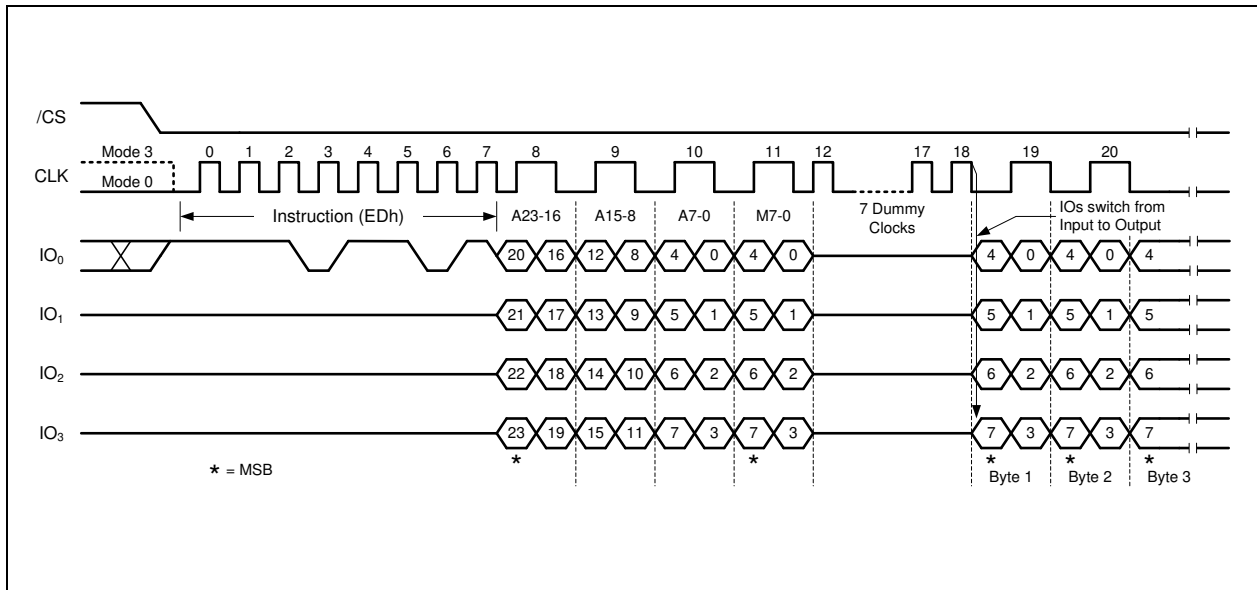 /CS
Mode 3 0 1 2 3 4 5 6 7 8 9 10 11 12 17 18 19 20
CLK
Mode 0
Instruction (EDh) A23-16 A15-8 A7-0 M7-0 7 Dummy IOs switch from
Clocks Input to Output
IO₀ 20 16 12 8 4 0 4 0 4 0 4 0 4
IO₁ 21 17 13 9 5 1 5 1 5 1 5 1 5
IO₂ 22 18 14 10 6 2 6 2 6 2 6 2 6
IO₃ 23 19 15 11 7 3 7 3 7 3 7 3 7
* * * * *
* = MSB Byte 1 Byte 2 Byte 3